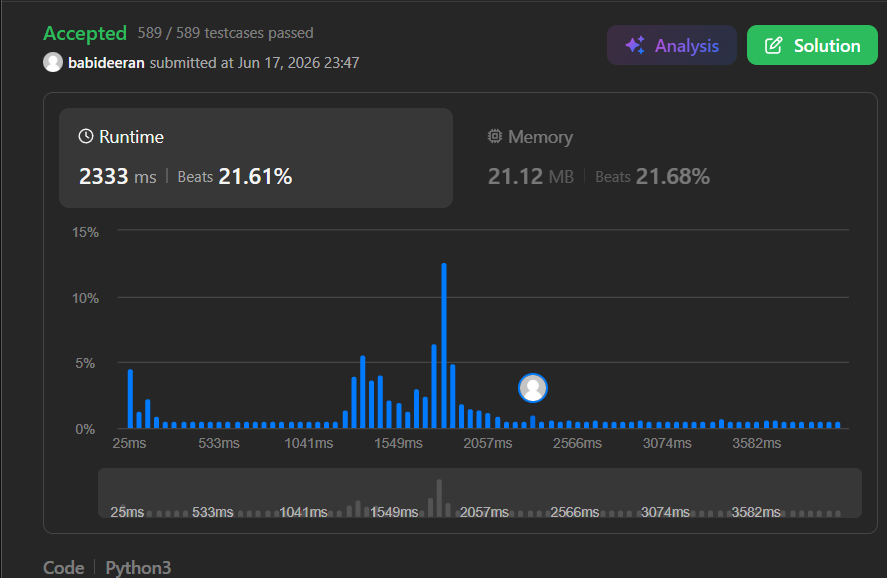 Accepted 589 / 589 testcases passed
babideeran submitted at Jun 17, 2026 23:47
Analysis
Solution
Runtime
2333 ms | Beats 21.61%
Memory
21.12 MB | Beats 21.68%
15%
10%
5%
0%
25ms 533ms 1041ms 1549ms 2057ms 2566ms 3074ms 3582ms
25ms 533ms 1041ms 1549ms 2057ms 2566ms 3074ms 3582ms
Code | Python3